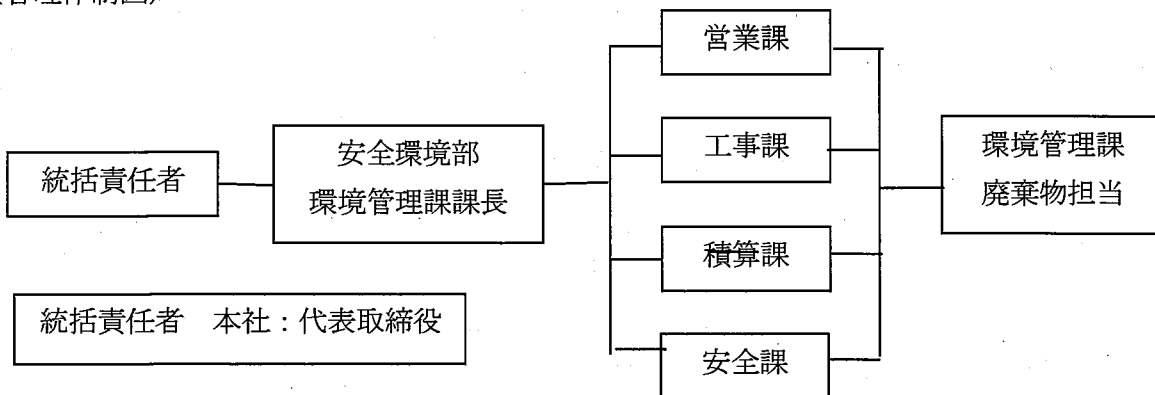 営業課
工事課
積算課
安全課
統括責任者
安全環境部
環境管理課課長
環境管理課
廃棄物担当
統括責任者　本社：代表取締役